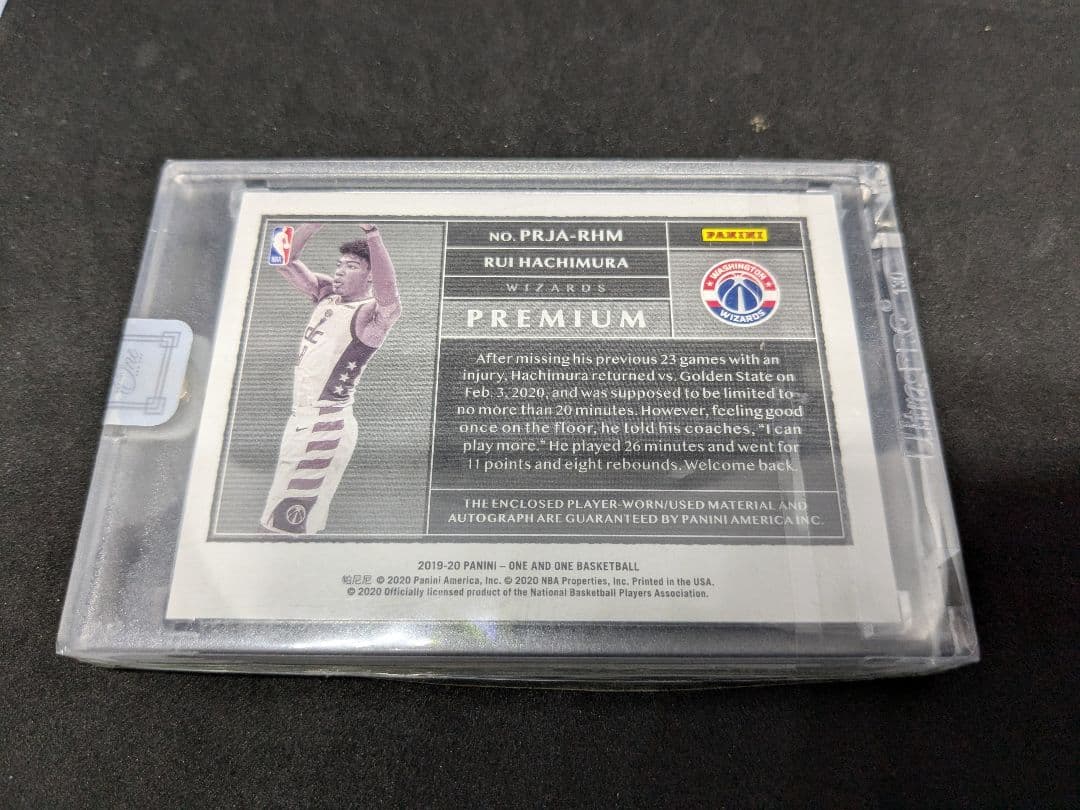 NO. PRJA-RHM
PANINI
RUI HACHIMURA
WIZARDS
WASHINGTON
WIZARDS
PREMIUM
After missing his previous 23 games with an
injury, Hachimura returned vs. Golden State on
Feb. 3, 2020, and was supposed to be limited to
no more than 20 minutes. However, feeling good
once on the floor, he told his coaches, "I can
play more." He played 26 minutes and went for
11 points and eight rebounds. Welcome back.
THE ENCLOSED PLAYER-WORN/USED MATERIAL AND
AUTOGRAPH ARE GUARANTEED BY PANINI AMERICA INC.
2019-20 PANINI – ONE AND ONE BASKETBALL
帕尼尼 © 2020 Panini America, Inc. © 2020 NBA Properties, Inc. Printed in the USA.
© 2020 Officially licensed product of the National Basketball Players Association.
NBA
One
130